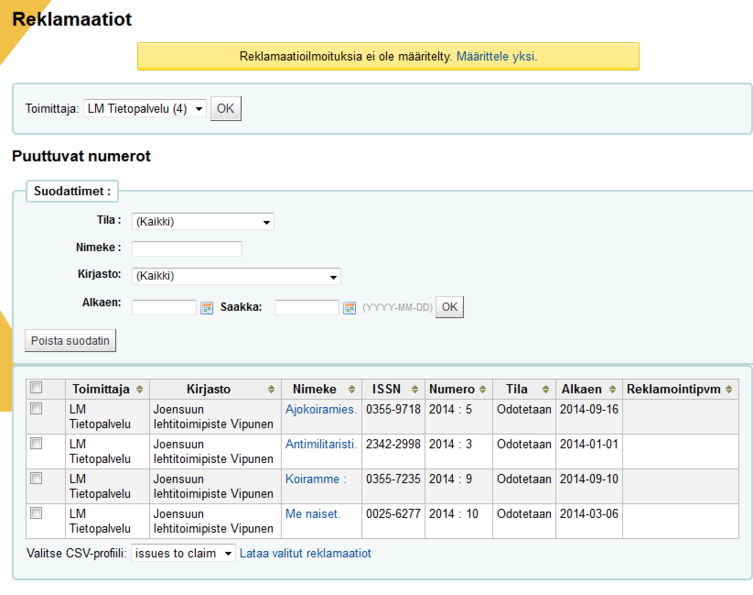 Reklamaatiot
Reklamaatioilmoituksia ei ole määritelty. Määrittele yksi.
Toimittaja: LM Tietopalvelu (4) OK
Puuttuvat numerot
Suodattimet :
Tila : (Kaikki)
Nimeke :
Kirjasto: (Kaikki)
Alkaen: Saakka: (YYYY-MM-DD) OK
Poista suodatin
Toimittaja Kirjasto Nimeke ISSN Numero Tila Alkaen Reklamointipvm
LM Joensuun Ajokoiramies. 0355-9718 2014 : 5 Odotetaan 2014-09-16
Tietopalvelu lehtitoimipiste Vipunen
LM Joensuun Antimilitaristi. 2342-2998 2014 : 3 Odotetaan 2014-01-01
Tietopalvelu lehtitoimipiste Vipunen
LM Joensuun Koiramme : 0355-7235 2014 : 9 Odotetaan 2014-09-10
Tietopalvelu lehtitoimipiste Vipunen
LM Joensuun Me naiset. 0025-6277 2014 : 10 Odotetaan 2014-03-06
Tietopalvelu lehtitoimipiste Vipunen
Valitse CSV-profiili: issues to claim Lataa valitut reklamaatiot